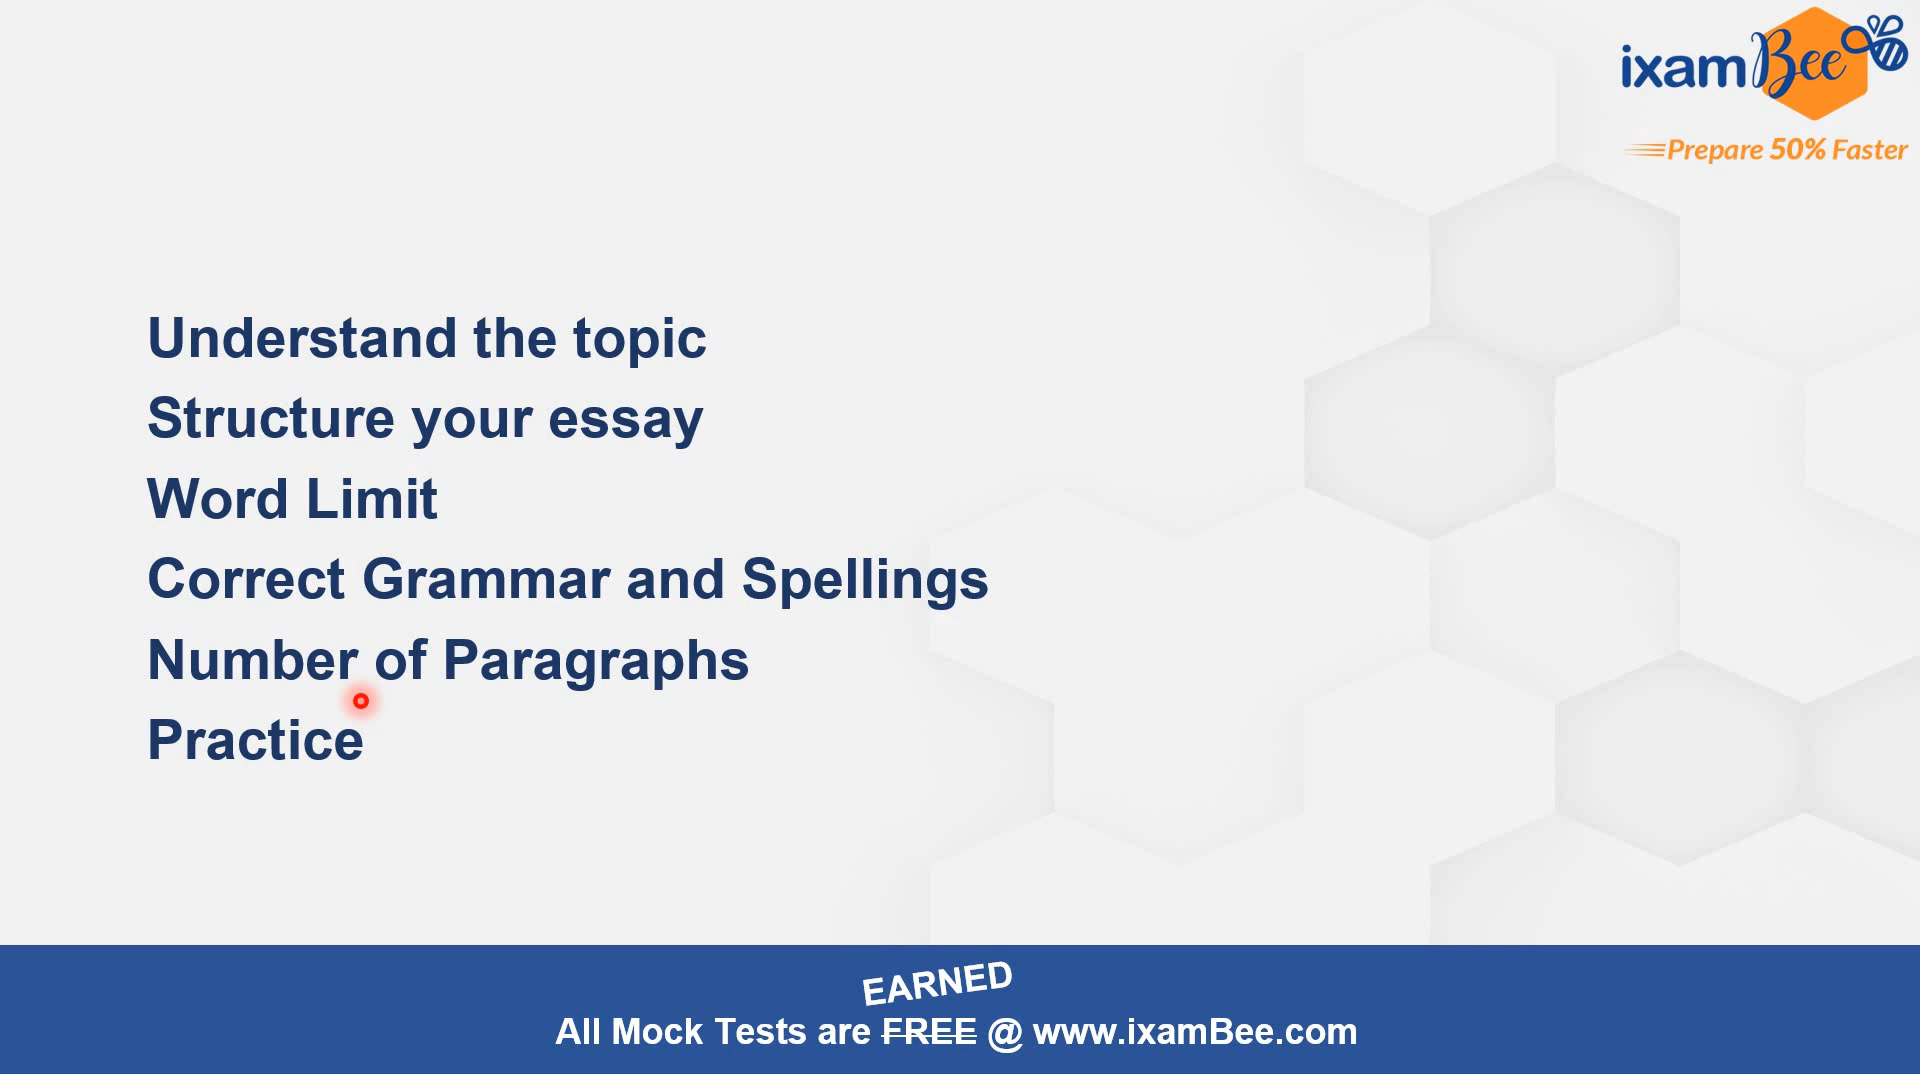 ixamBee
Prepare 50% Faster
Understand the topic
Structure your essay
Word Limit
Correct Grammar and Spellings
Number of Paragraphs
Practice
EARNED
All Mock Tests are FREE @ www.ixamBee.com